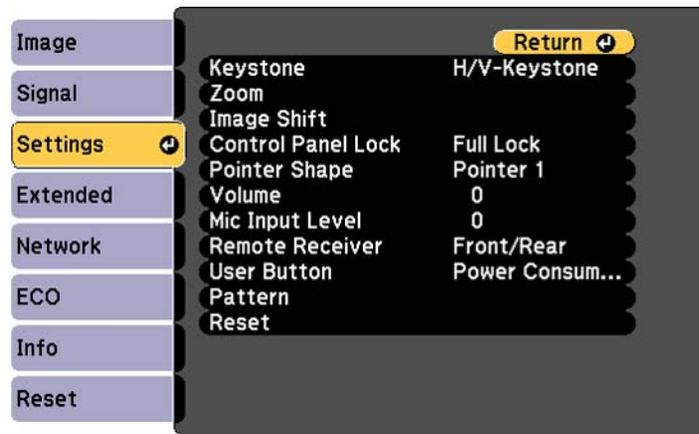 Image
Signal
Settings
Extended
Network
ECO
Info
Reset
Return
Keystone H/V-Keystone
Zoom
Image Shift
Control Panel Lock Full Lock
Pointer Shape Pointer 1
Volume 0
Mic Input Level 0
Remote Receiver Front/Rear
User Button Power Consum...
Pattern
Reset